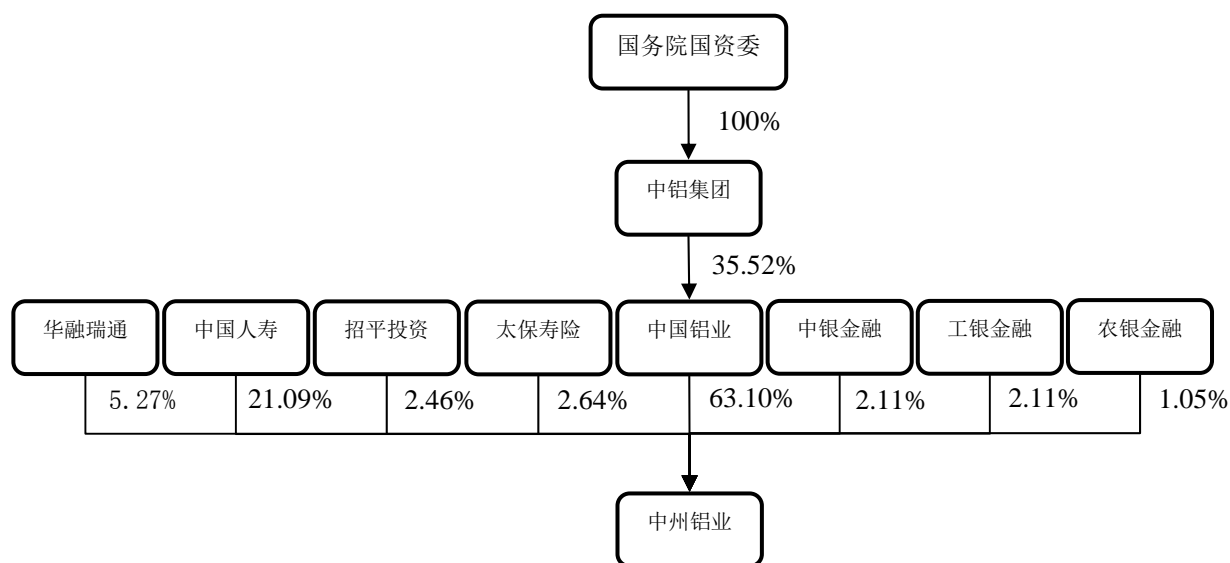 国务院国资委
100%
中铝集团
35.52%
华融瑞通 中国人寿 招平投资 太保寿险 中国铝业 中银金融 工银金融 农银金融
5.27% 21.09% 2.46% 2.64% 63.10% 2.11% 2.11% 1.05%
中州铝业